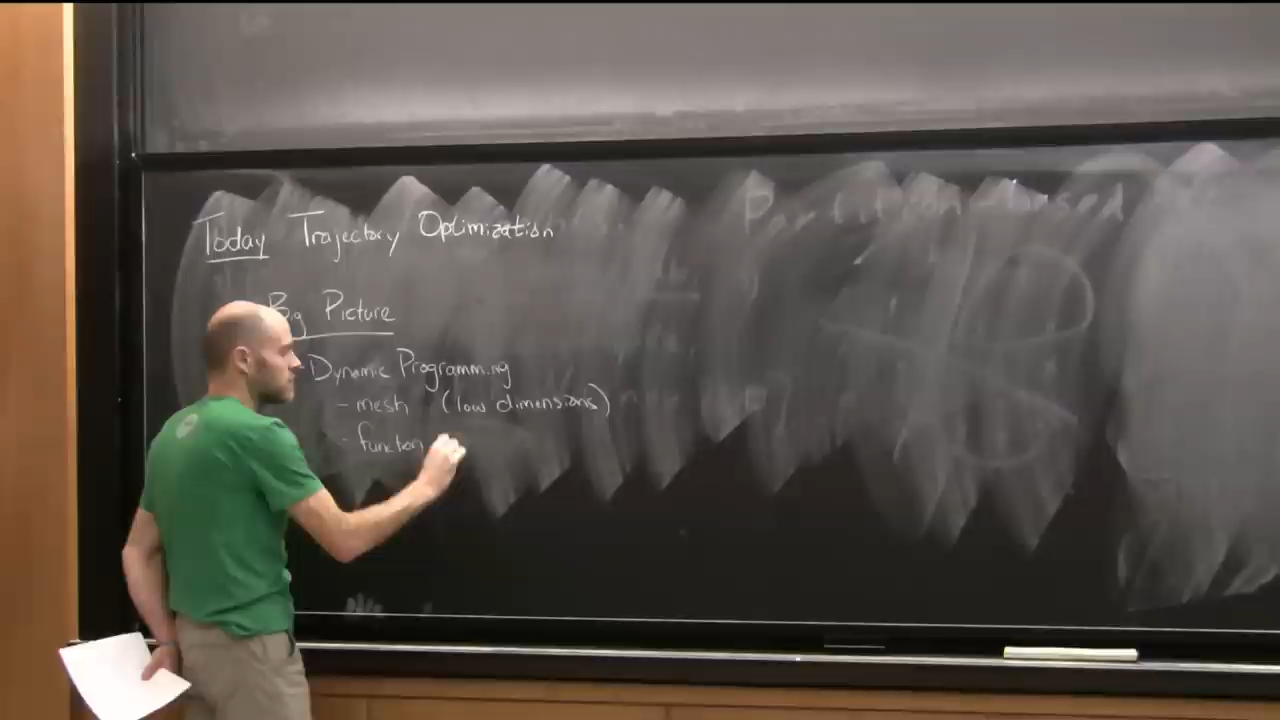 Today Trajectory Optimization
Big Picture
Dynamic Programming
- mesh (low dimensions)
- function